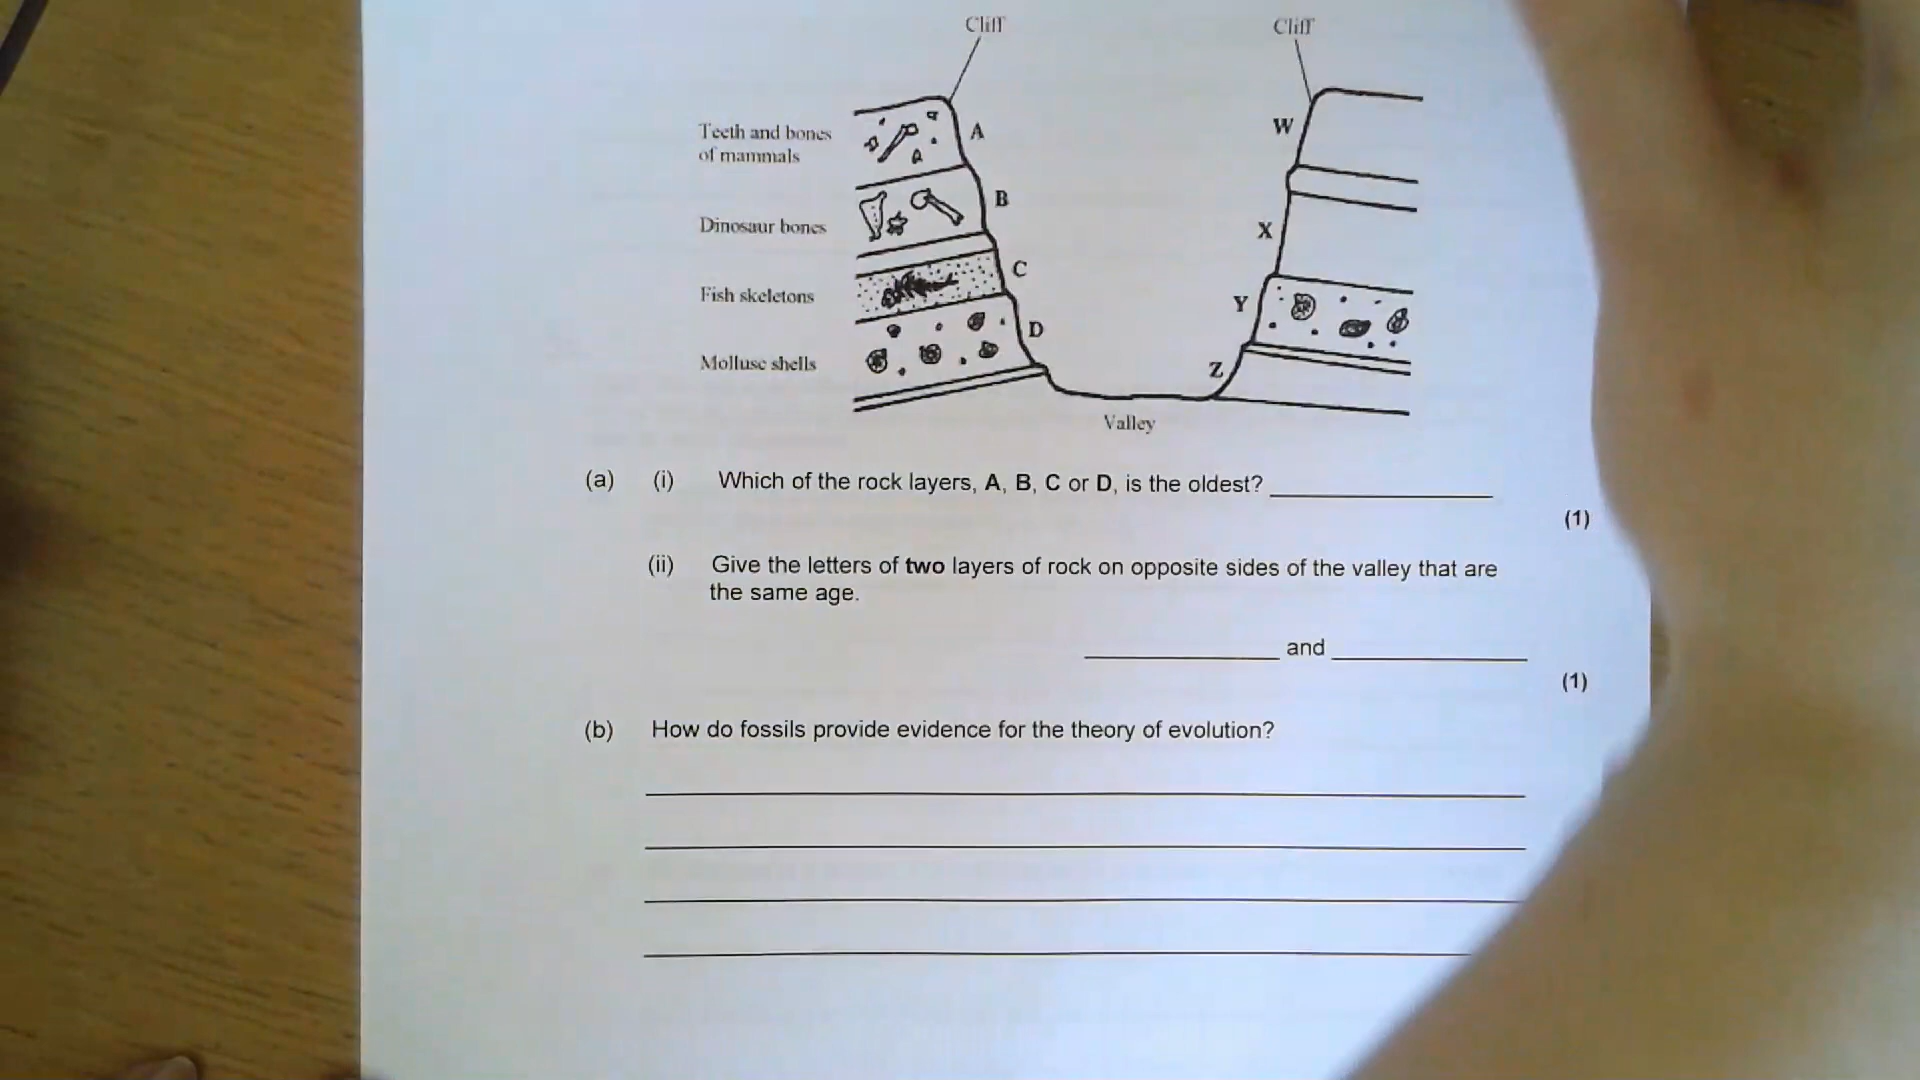 Cliff
Cliff
Teeth and bones
of mammals
Dinosaur bones
Fish skeletons
Mollusc shells
A
B
C
D
W
X
Y
Z
Valley
(a) (i) Which of the rock layers, A, B, C or D, is the oldest?
(1)
(ii) Give the letters of two layers of rock on opposite sides of the valley that are
the same age.
and
(1)
(b) How do fossils provide evidence for the theory of evolution?